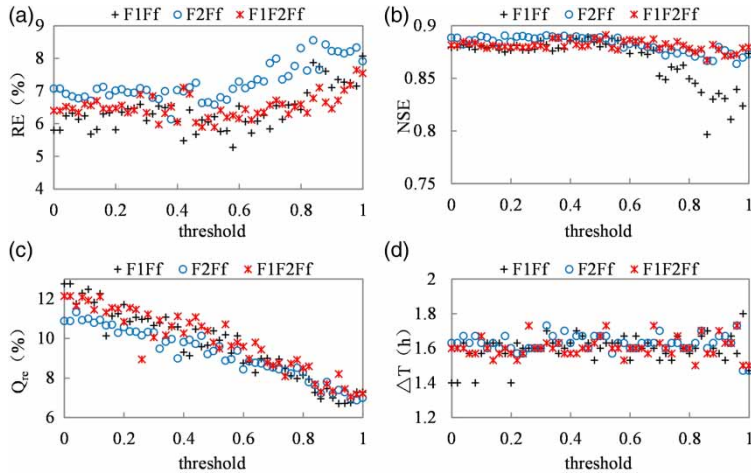 (a)
F1Ff F2Ff F1F2Ff
9
8
7
6
5
4
RE (%)
0 0.2 0.4 0.6 0.8 1
threshold
(b)
F1Ff F2Ff F1F2Ff
0.9
0.85
0.8
0.75
NSE
0 0.2 0.4 0.6 0.8 1
threshold
(c)
F1Ff F2Ff F1F2Ff
12
10
8
6
4
Qre (%)
0 0.2 0.4 0.6 0.8 1
threshold
(d)
F1Ff F2Ff F1F2Ff
2
1.8
1.6
1.4
1.2
△T (h)
0 0.2 0.4 0.6 0.8 1
threshold